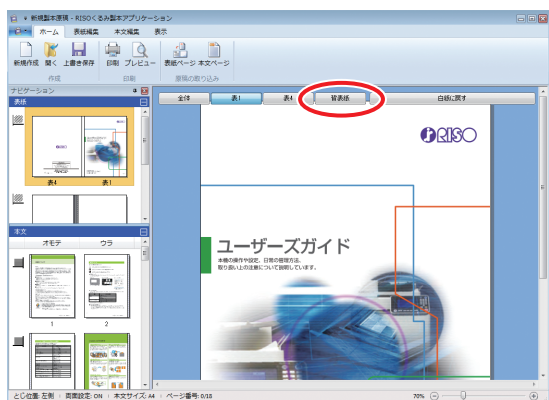 新規製本原稿 - RISOくるみ製本アプリケーション
ホーム 表紙編集 本文編集 表示
新規作成 開く 上書き保存 印刷 プレビュー 表紙ページ 本文ページ
作成 印刷 原稿の取り込み
ナビゲーション
表紙
全体 表1 表4 背表紙 白紙に戻す
RISO
表4 表1
ユーザーズガイド
本機の操作や設定、日常の管理方法、
取り扱い上の注意について説明しています。
本文
オモテ ウラ
1 2
とじ位置: 左側 両面設定: ON 本文サイズ: A4 ページ番号: 0/18 70%